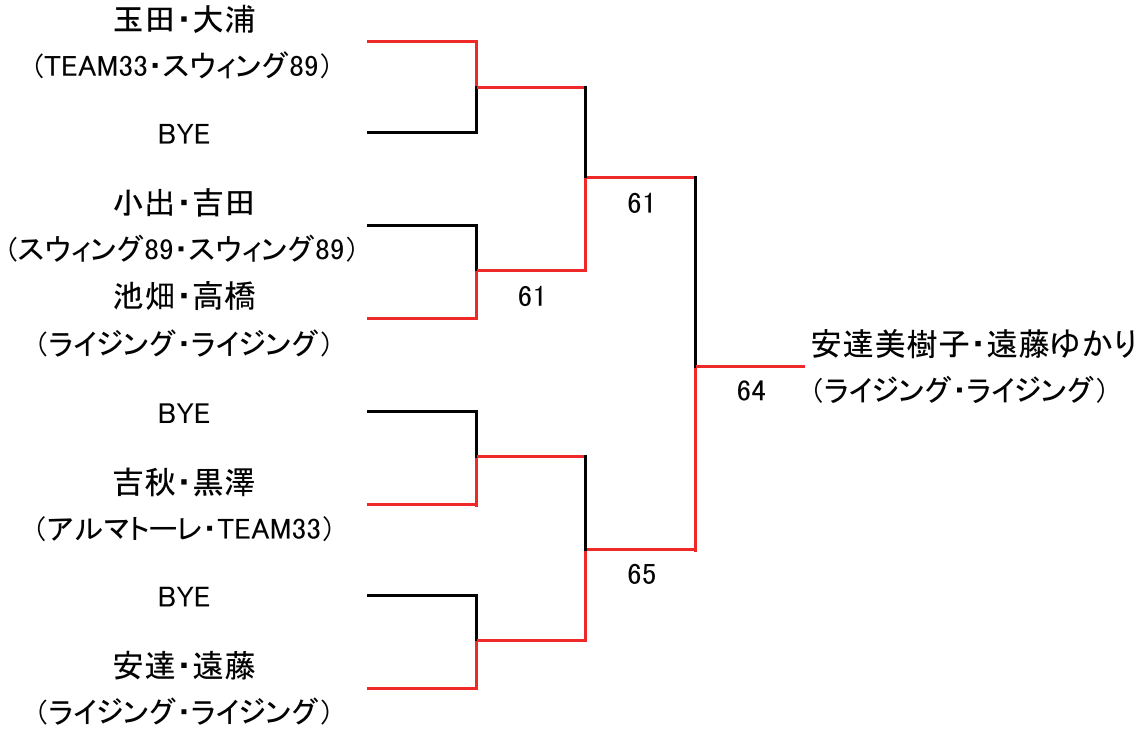 玉田・大浦
(TEAM33・スウィング89)
BYE
小出・吉田
(スウィング89・スウィング89)
池畑・高橋
(ライジング・ライジング)
61
61
BYE
吉秋・黒澤
(アルマトーレ・TEAM33)
BYE
安達・遠藤
(ライジング・ライジング)
65
64
安達美樹子・遠藤ゆかり
(ライジング・ライジング)